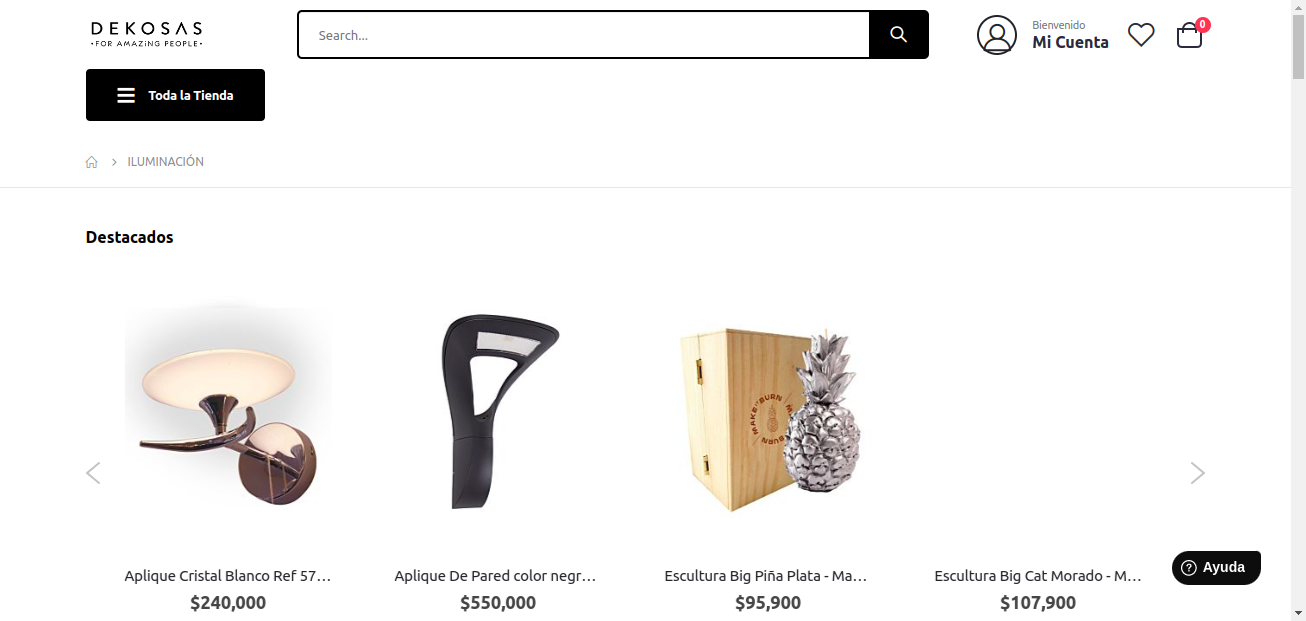 DEKOSAS
•FOR AMAZiNG PEOPLE•
Search...
Bienvenido
Mi Cuenta
0
Toda la Tienda
ILUMINACIÓN
Destacados
MAKE IT BURN
Aplique Cristal Blanco Ref 57...
$240,000
Aplique De Pared color negr...
$550,000
Escultura Big Piña Plata - Ma...
$95,900
Escultura Big Cat Morado - M...
$107,900
Ayuda